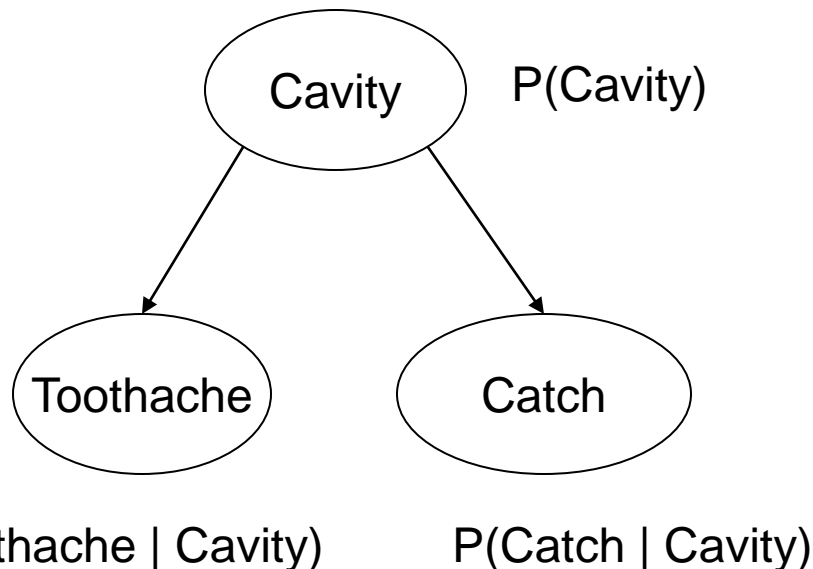 Cavity
P(Cavity)
Toothache
Catch
thache | Cavity)
P(Catch | Cavity)